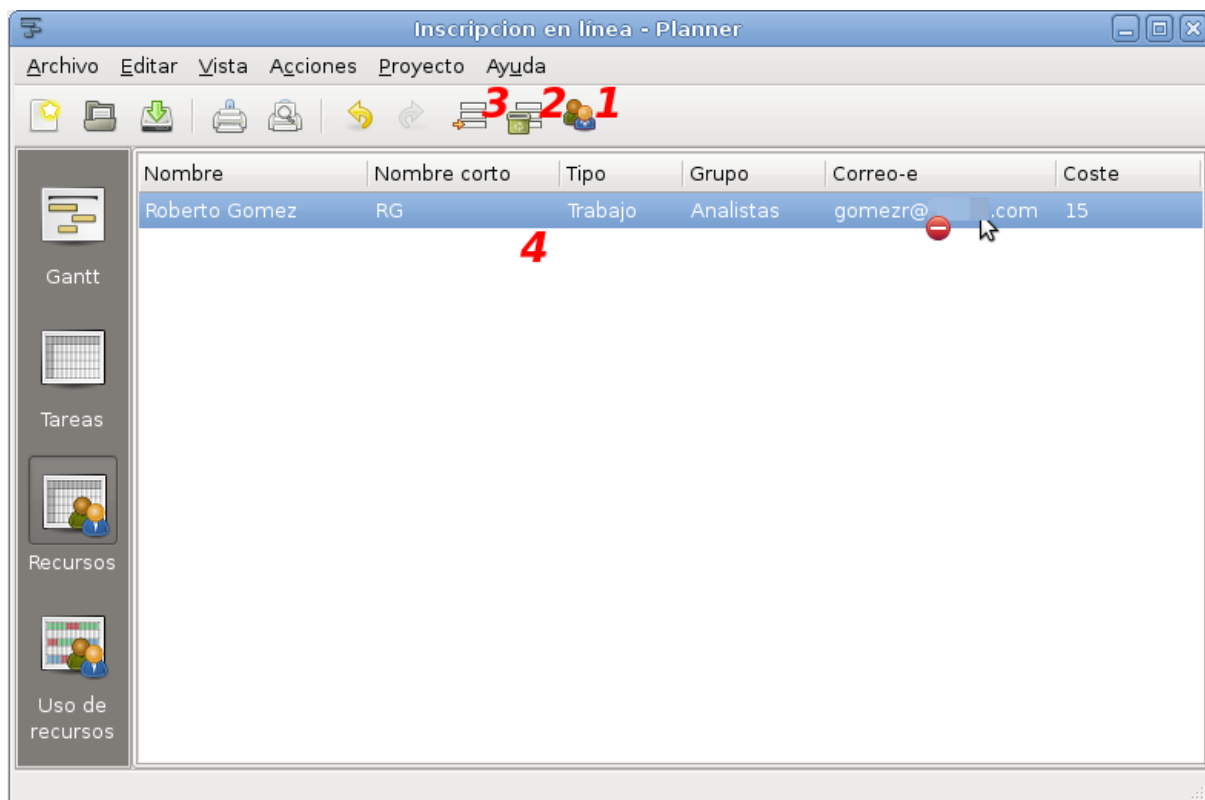 Inscripcion en línea - Planner
Archivo Editar Vista Acciones Proyecto Ayuda
3 2 1
Nombre Nombre corto Tipo Grupo Correo-e Coste
Roberto Gomez RG Trabajo Analistas gomezr@ .com 15
4
Gantt
Tareas
Recursos
Uso de
recursos